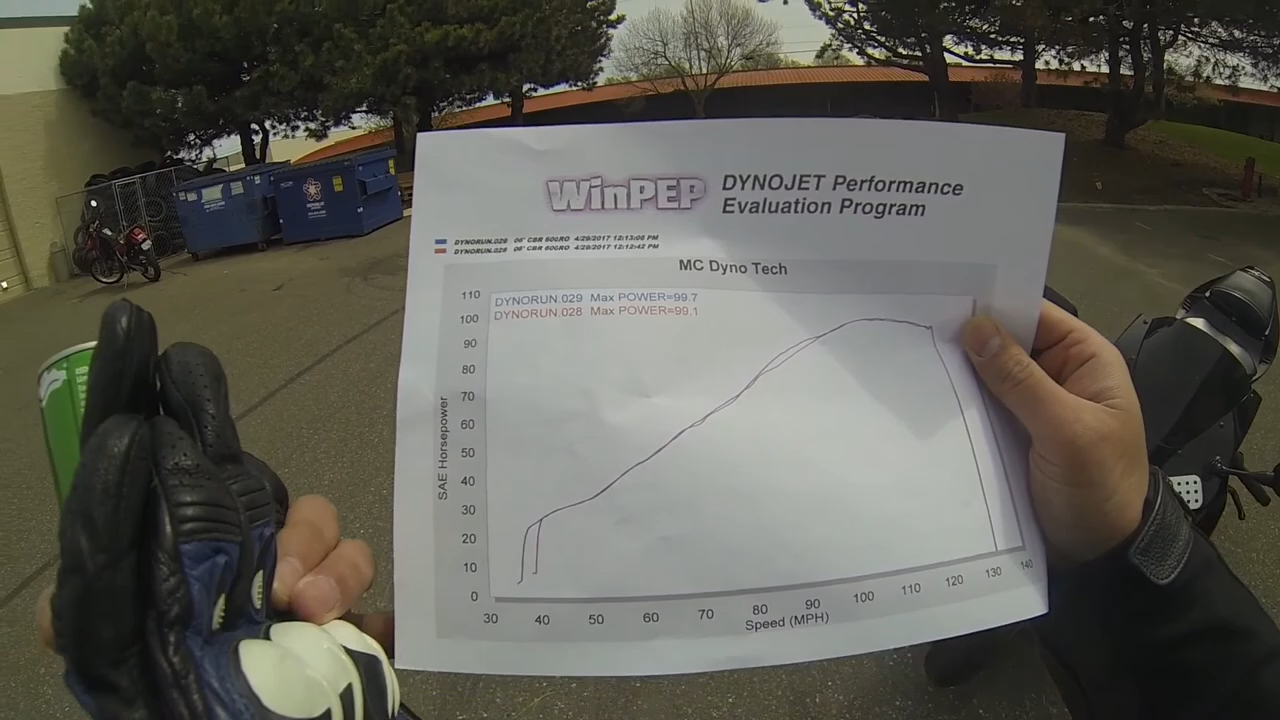 WinPEP
DYNOJET Performance
Evaluation Program
DYNORUN.029 06' CBR 600RO 4/29/2017 12:13:08 PM
DYNORUN.028 06' CBR 600RO 4/29/2017 12:12:42 PM
MC Dyno Tech
DYNORUN.029 Max POWER=99.7
DYNORUN.028 Max POWER=99.1
110
100
90
80
70
60
50
40
30
20
10
0
SAE Horsepower
30 40 50 60 70 80 90 100 110 120 130 140
Speed (MPH)